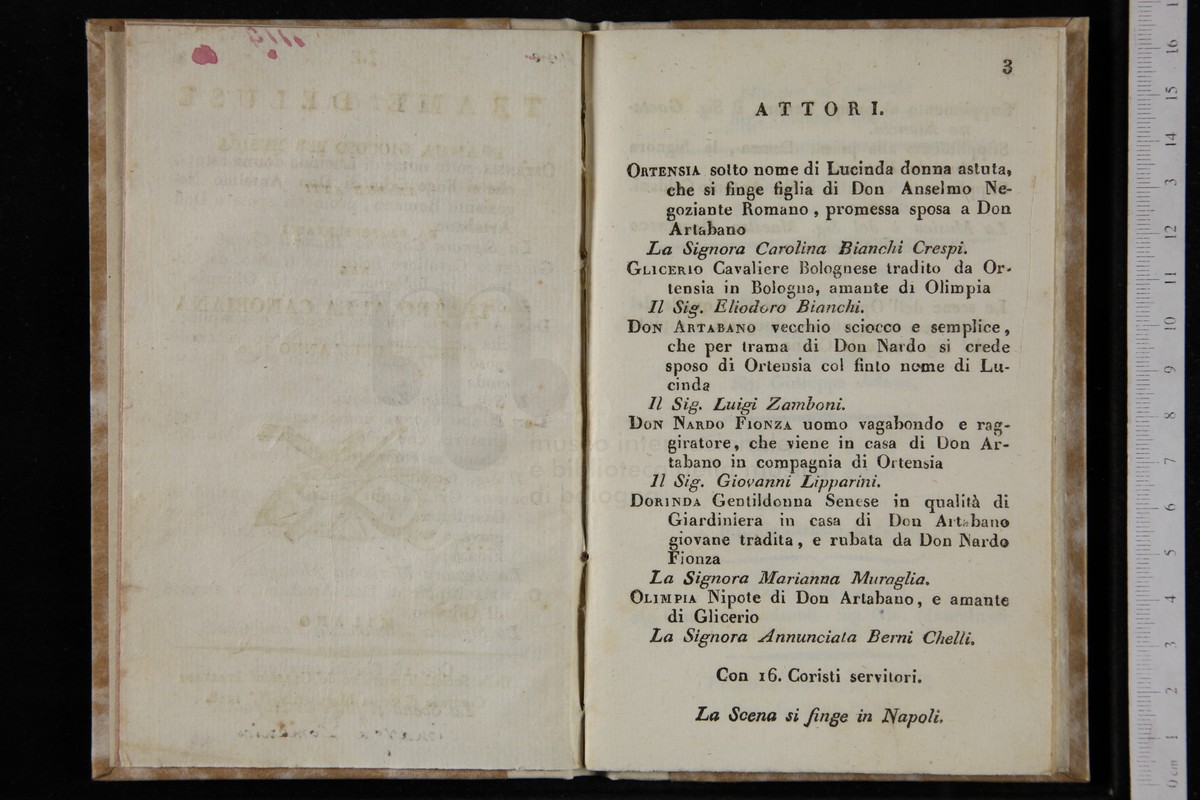 3
ATTORI.
ORTENSIA sotto nome di Lucinda donna astuta,
che si finge figlia di Don Anselmo Ne-
goziante Romano, promessa sposa a Don
Artabano
La Signora Carolina Bianchi Crespi.
GLICERIO Cavaliere Bolognese tradito da Or-
tensia in Bologna, amante di Olimpia
Il Sig. Eliodoro Bianchi.
DON ARTABANO vecchio sciocco e semplice,
che per trama di Don Nardo si crede
sposo di Ortensia col finto nome di Lu-
cinda
Il Sig. Luigi Zamboni.
DON NARDO FIONZA uomo vagabondo e rag-
giratore, che viene in casa di Don Ar-
tabano in compagnia di Ortensia
Il Sig. Giovanni Lipparini.
DORINDA Gentildonna Senese in qualità di
Giardiniera in casa di Don Artabano
giovane tradita, e rubata da Don Nardo
Fionza
La Signora Marianna Muraglia.
OLIMPIA Nipote di Don Artabano, e amante
di Glicerio
La Signora Annunciata Berni Chelli.
Con 16. Coristi servitori.
La Scena si finge in Napoli.